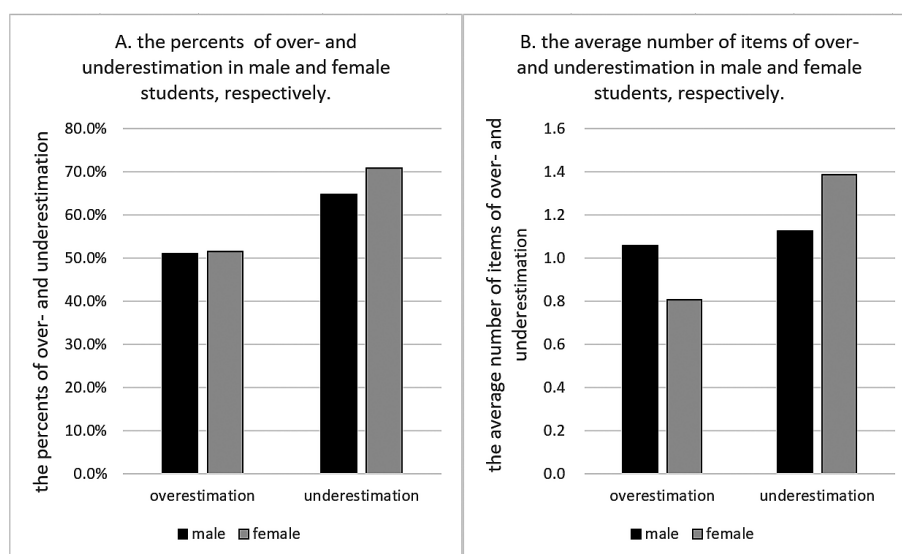 A. the percents of over- and
underestimation in male and female
students, respectively.
the percents of over- and underestimation
80.0%
70.0%
60.0%
50.0%
40.0%
30.0%
20.0%
10.0%
0.0%
overestimation underestimation
male female
B. the average number of items of over-
and underestimation in male and female
students, respectively.
the average number of items of over- and
underestimation
1.6
1.4
1.2
1.0
0.8
0.6
0.4
0.2
0.0
overestimation underestimation
male female